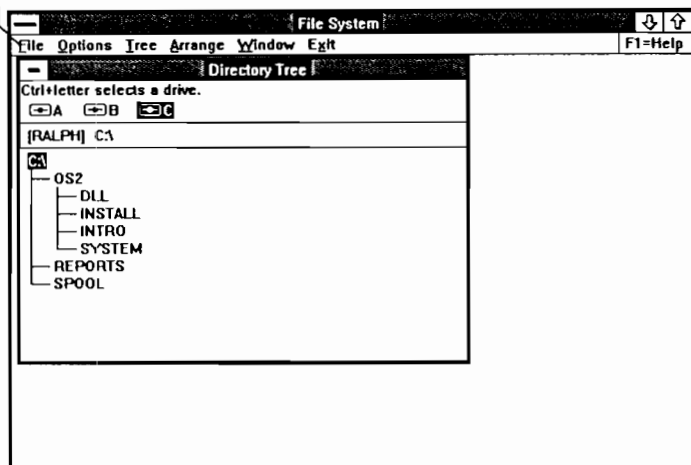 File System
File Options Tree Arrange Window Exit F1=Help
Directory Tree
Ctrl+letter selects a drive.
A B C
[RALPH] C:\
C:\
OS2
DLL
INSTALL
INTRO
SYSTEM
REPORTS
SPOOL